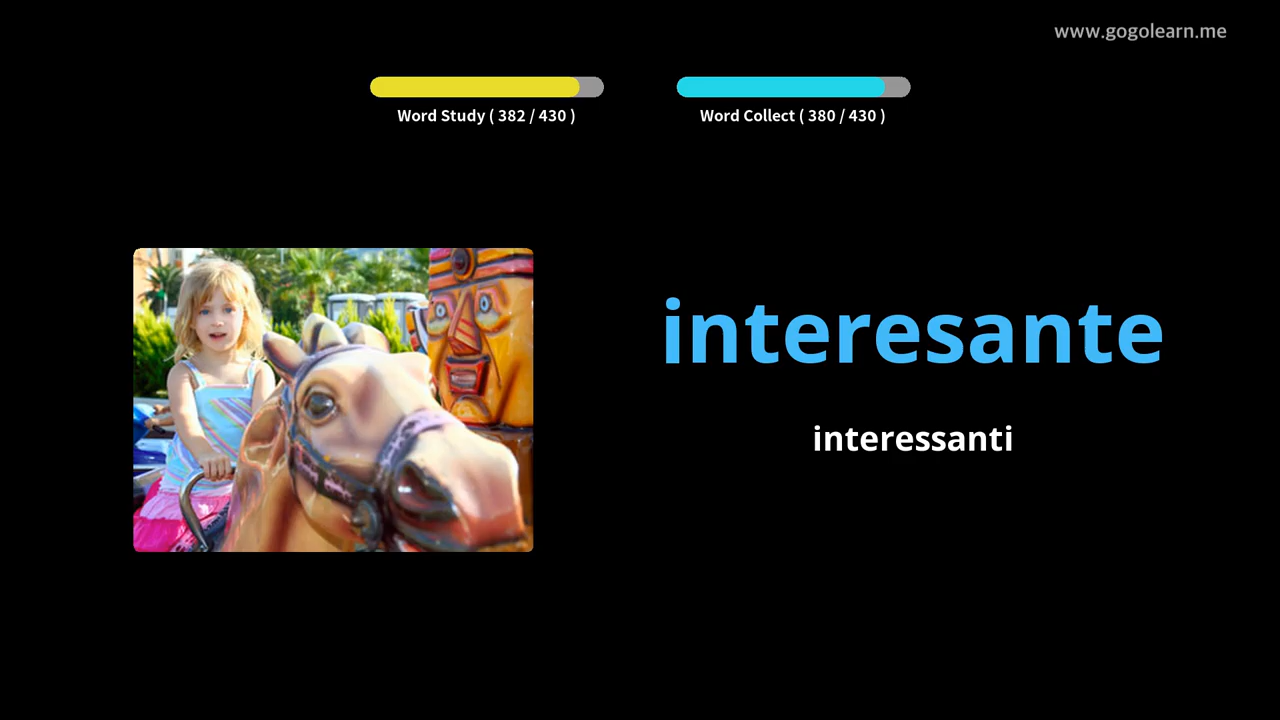 www.gogolearn.me
Word Study ( 382 / 430 )
Word Collect ( 380 / 430 )
interesante
interessanti